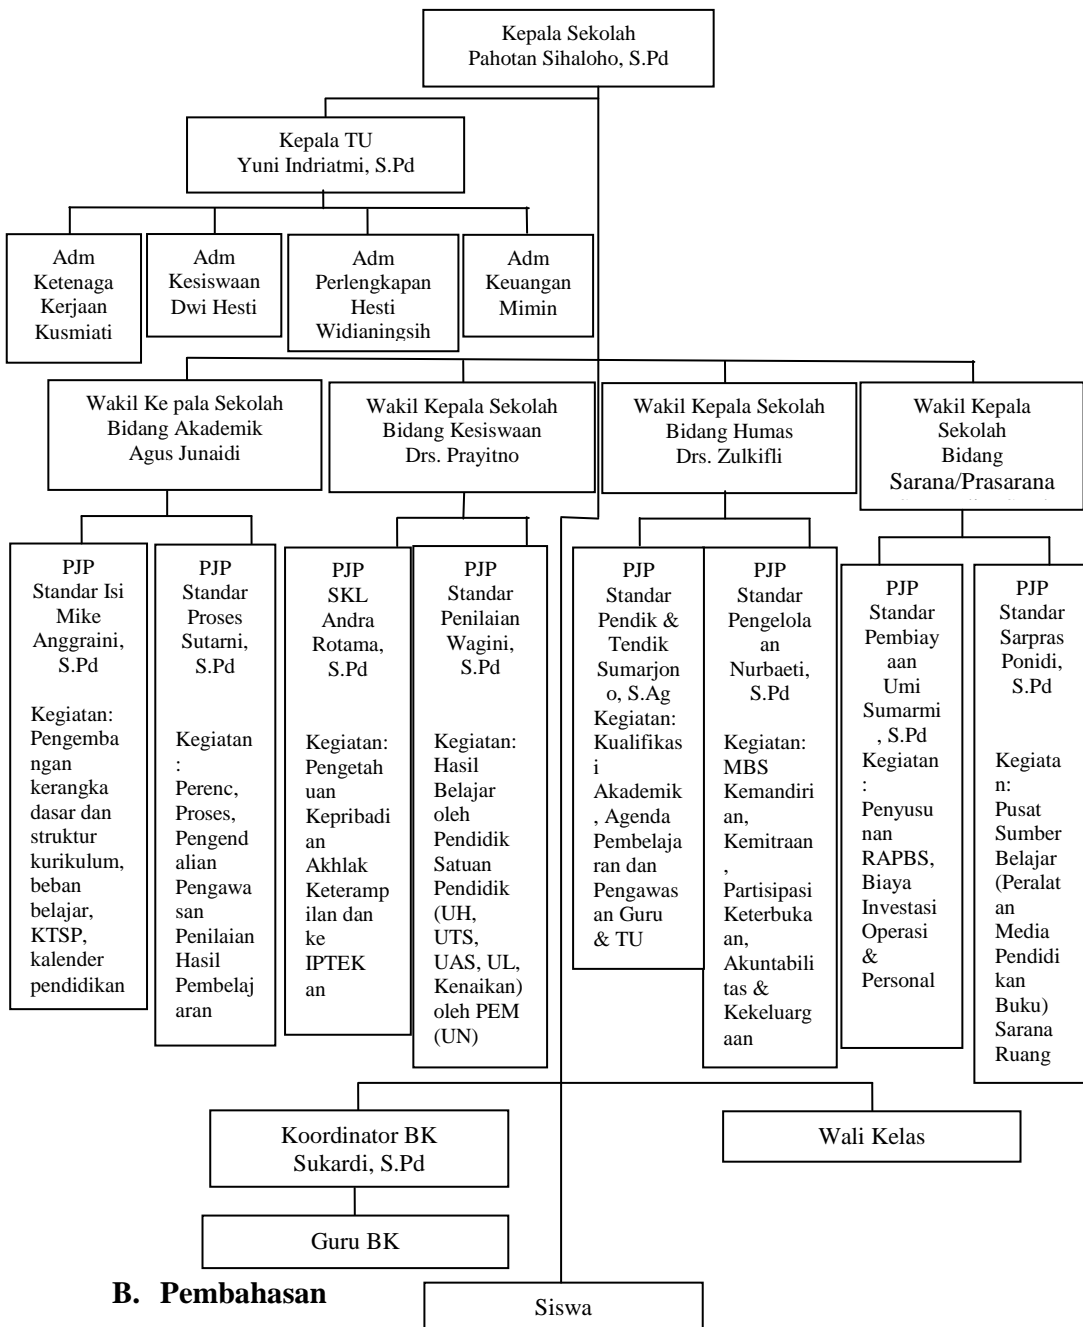 Kepala Sekolah
Pahotan Sihaloho, S.Pd
Kepala TU
Yuni Indriatmi, S.Pd
Adm
Ketenaga
Kerjaan
Kusmiati
Adm
Kesiswaan
Dwi Hesti
Adm
Perlengkapan
Hesti
Widianingsih
Adm
Keuangan
Mimin
Wakil Ke pala Sekolah
Bidang Akademik
Agus Junaidi
Wakil Kepala Sekolah
Bidang Kesiswaan
Drs. Prayitno
Wakil Kepala Sekolah
Bidang Humas
Drs. Zulkifli
Wakil Kepala
Sekolah
Bidang
Sarana/Prasarana
PJP
Standar Isi
Mike
Anggraini,
S.Pd
Kegiatan:
Pengemba
ngan
kerangka
dasar dan
struktur
kurikulum,
beban
belajar,
KTSP,
kalender
pendidikan
PJP
Standar
Proses
Sutarni,
S.Pd
Kegiatan
:
Perenc,
Proses,
Pengend
alian
Pengawa
san
Penilaian
Hasil
Pembelaj
aran
PJP
SKL
Andra
Rotama,
S.Pd
Kegiatan:
Pengetah
uan
Kepribadi
an
Akhlak
Keteramp
ilan dan
ke
IPTEK
an
PJP
Standar
Penilaian
Wagini,
S.Pd
Kegiatan:
Hasil
Belajar
oleh
Pendidik
Satuan
Pendidik
(UH,
UTS,
UAS, UL,
Kenaikan)
oleh PEM
(UN)
PJP
Standar
Pendik &
Tendik
Sumarjon
o, S.Ag
Kegiatan:
Kualifikas
i
Akademik
, Agenda
Pembelaja
ran dan
Pengawas
an Guru
& TU
PJP
Standar
Pengelola
an
Nurbaeti,
S.Pd
Kegiatan:
MBS
Kemandiri
an,
Kemitraan
,
Partisipasi
Keterbuka
an,
Akuntabili
tas &
Kekeluarg
aan
PJP
Standar
Pembiay
aan
Umi
Sumarmi
, S.Pd
Kegiatan
:
Penyusu
nan
RAPBS,
Biaya
Investasi
Operasi
&
Personal
PJP
Standar
Sarpras
Ponidi,
S.Pd
Kegiata
n:
Pusat
Sumber
Belajar
(Peralat
an
Media
Pendidi
kan
Buku)
Sarana
Ruang
Koordinator BK
Sukardi, S.Pd
Wali Kelas
Guru BK
B. Pembahasan
Siswa